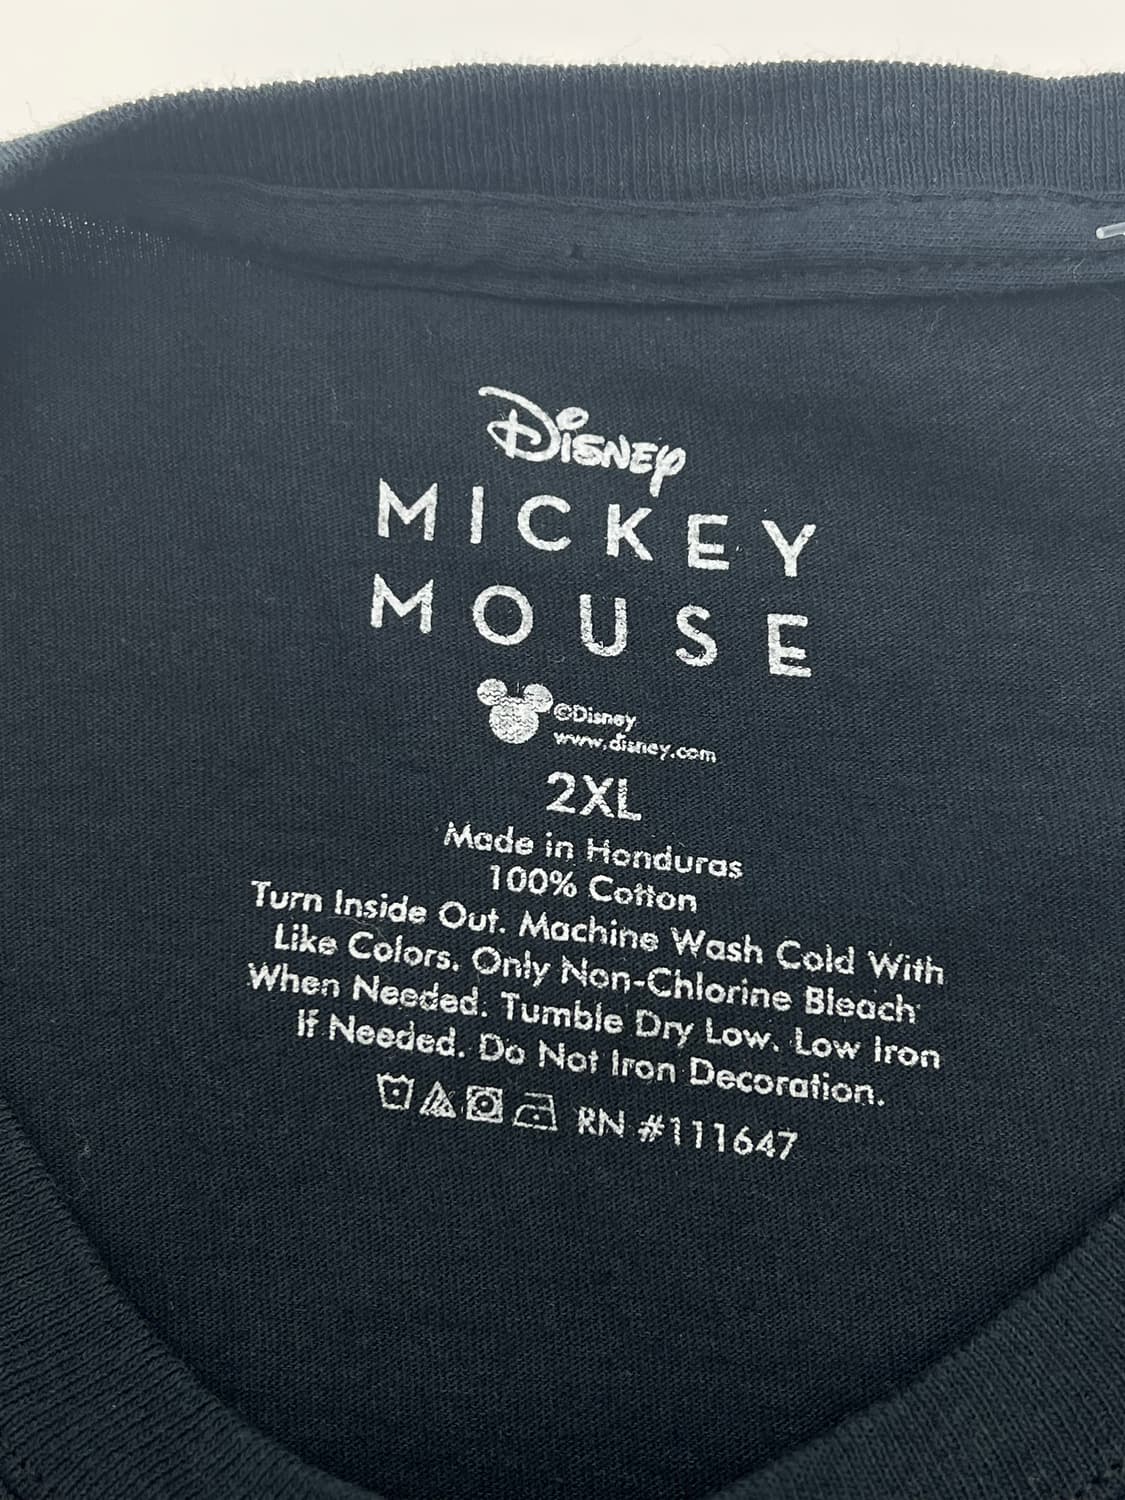 Disney
MICKEY
MOUSE
©Disney
www.disney.com
2XL
Made in Honduras
100% Cotton
Turn Inside Out. Machine Wash Cold With
Like Colors. Only Non-Chlorine Bleach
When Needed. Tumble Dry Low. Low Iron
If Needed. Do Not Iron Decoration.
RN #111647